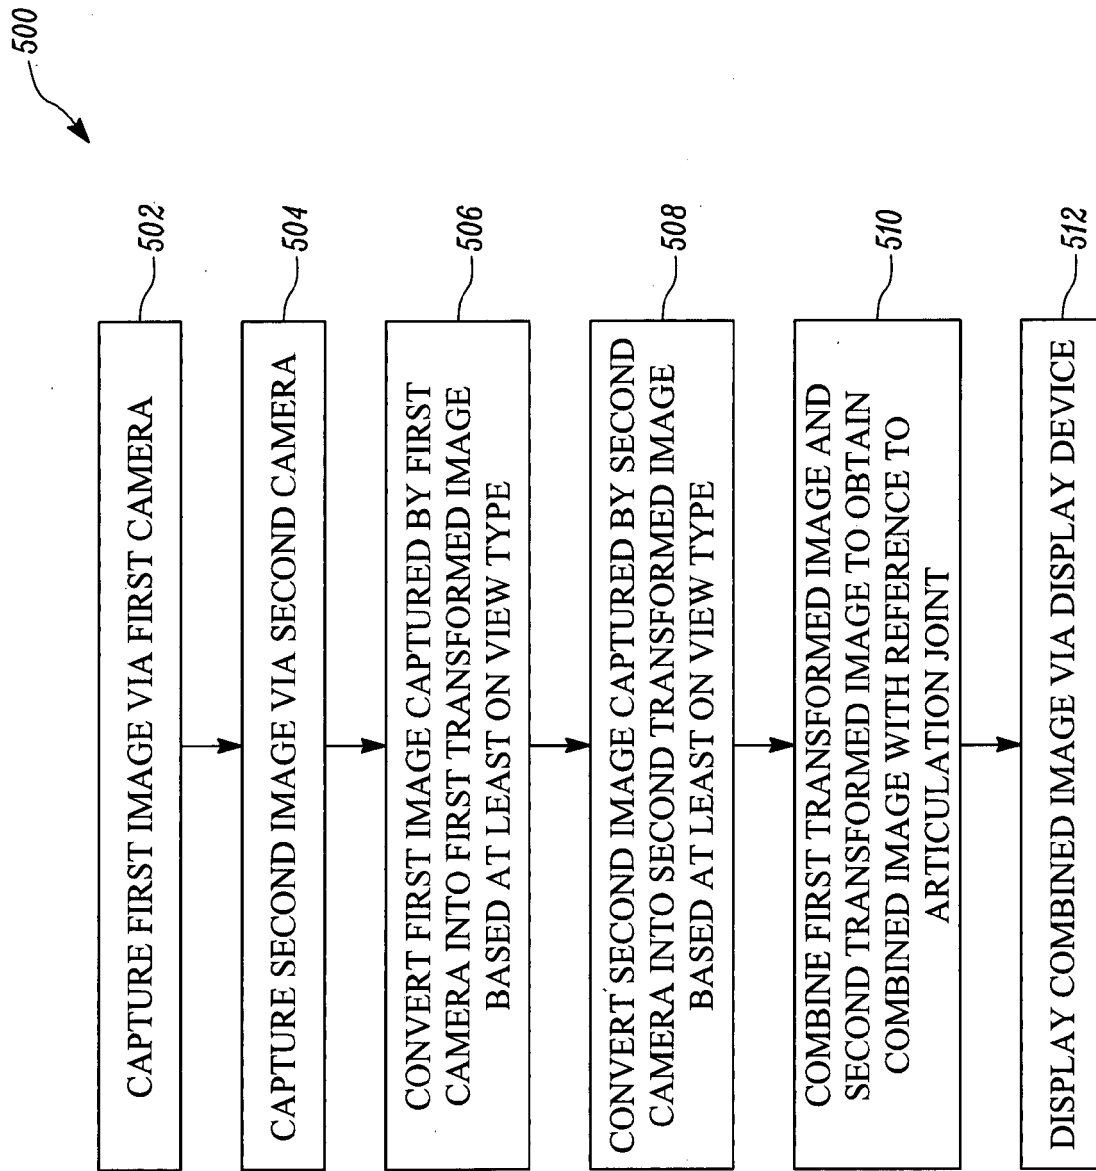 500
CAPTURE FIRST IMAGE VIA FIRST CAMERA
502
CAPTURE SECOND IMAGE VIA SECOND CAMERA
504
CONVERT FIRST IMAGE CAPTURED BY FIRST
CAMERA INTO FIRST TRANSFORMED IMAGE
BASED AT LEAST ON VIEW TYPE
506
CONVERT SECOND IMAGE CAPTURED BY SECOND
CAMERA INTO SECOND TRANSFORMED IMAGE
BASED AT LEAST ON VIEW TYPE
508
COMBINE FIRST TRANSFORMED IMAGE AND
SECOND TRANSFORMED IMAGE TO OBTAIN
COMBINED IMAGE WITH REFERENCE TO
ARTICULATION JOINT
510
DISPLAY COMBINED IMAGE VIA DISPLAY DEVICE
512